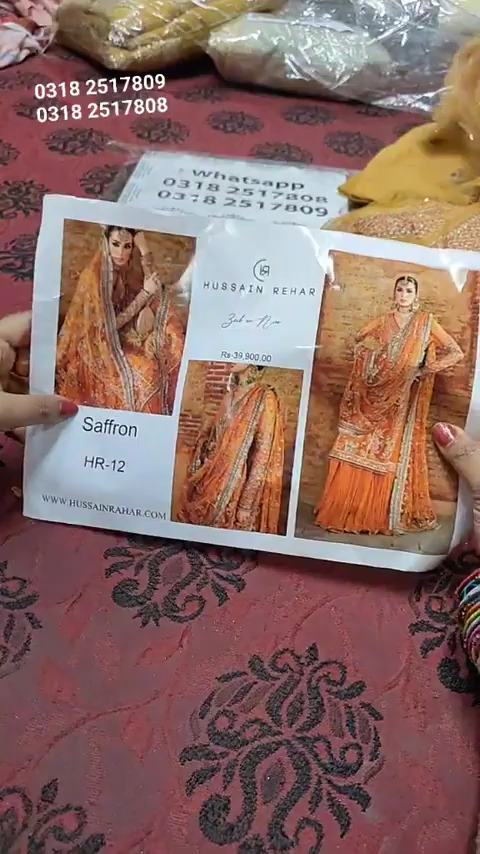 0318 2517809
0318 2517808
Whatsapp
0318 2517808
0318 2517809
HUSSAIN REHAR
Rs-39,900.00
Saffron
HR-12
WWW.HUSSAINRAHAR.COM